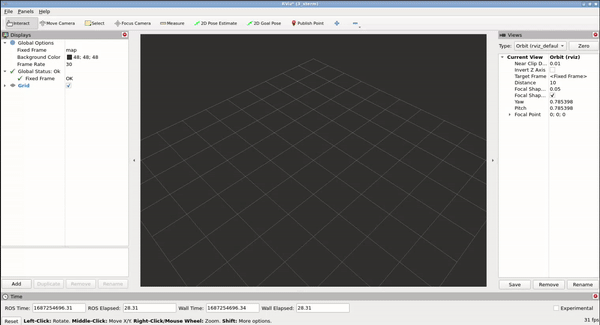 RViz* [2_lateral]
File Panels Help
Interact Move Camera Select Focus Camera Measure 2D Pose Estimate 2D Goal Pose Publish Point
Displays
Global Options
Fixed Frame map
Background Color 48; 48; 48
Frame Rate 30
Global Status: Ok
Fixed Frame OK
Grid
Add Duplicate Remove Rename
Views
Type: Orbit (rviz_defaul Zero
Current View Orbit (rviz)
Near Clip D... 0.01
Invert Z Axis
Target Frame <Fixed Frame>
Distance 10
Focal Shap... 0.05
Focal Shap...
Yaw 0.785398
Pitch 0.785398
Focal Point 0; 0; 0
Save Remove Rename
Time
ROS Time: 1687254696.31 ROS Elapsed: 28.31 Wall Time: 1687254696.34 Wall Elapsed: 28.31 Experimental
Reset Left-Click: Rotate. Middle-Click: Move X/Y. Right-Click/Mouse Wheel: Zoom. Shift: More options. 31 fps